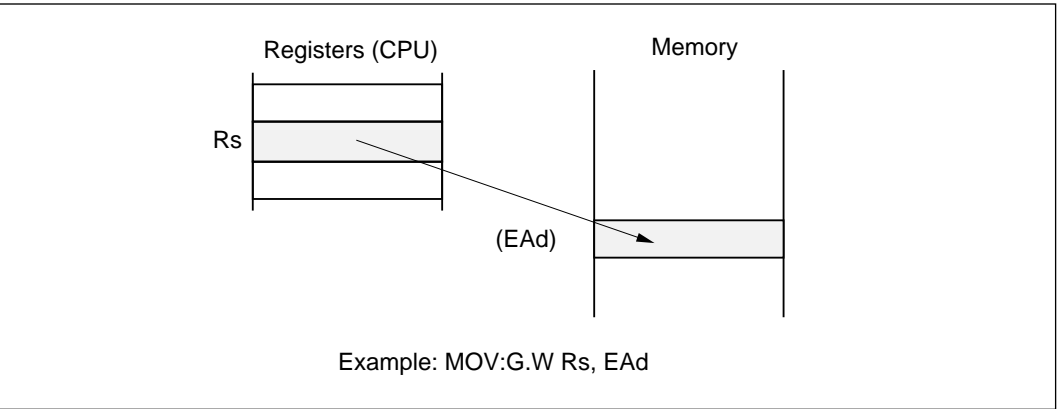 Registers (CPU)
Memory
Rs
(EAd)
Example: MOV:G.W Rs, EAd